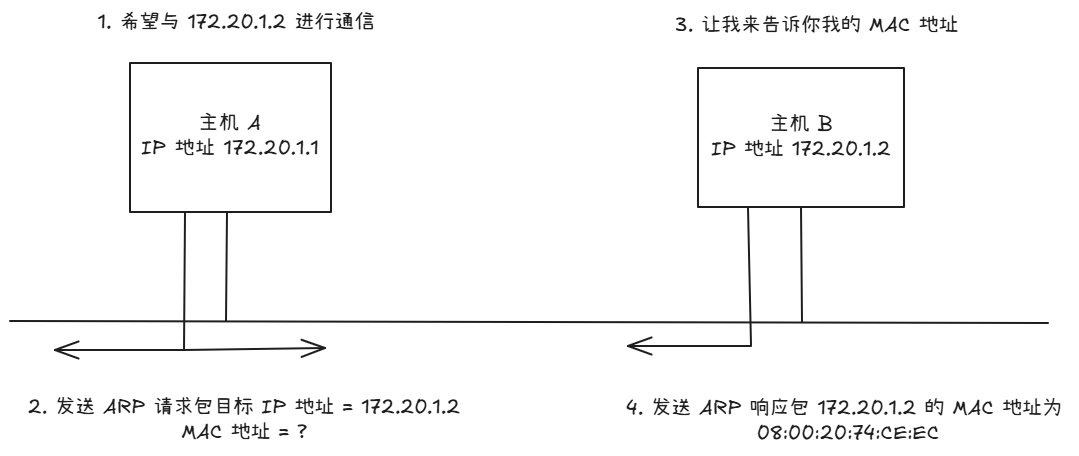 1. 希望与 172.20.1.2 进行通信
3. 让我来告诉你我的 MAC 地址
主机 A
IP 地址 172.20.1.1
主机 B
IP 地址 172.20.1.2
2. 发送 ARP 请求包目标 IP 地址 = 172.20.1.2
MAC 地址 = ?
4. 发送 ARP 响应包 172.20.1.2 的 MAC 地址为
08:00:20:74:CE:EC